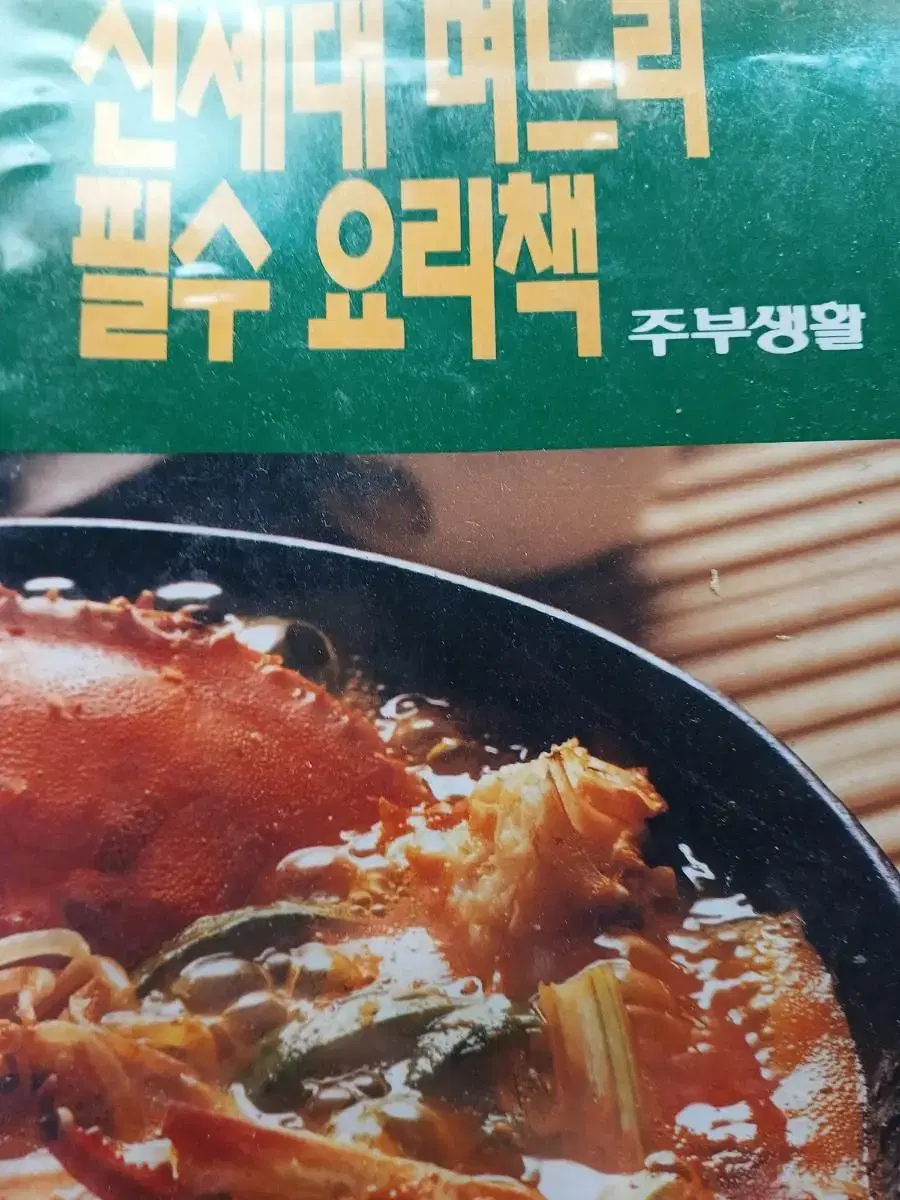 신세대 며느리
필수 요리책
주부생활